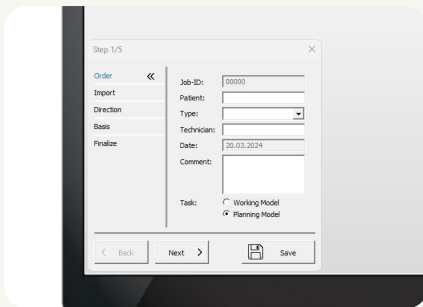 Step 1/5
Order
Import
Direction
Basis
Finalize
Job-ID: 00000
Patient:
Type:
Technician:
Date: 20.03.2024
Comment:
Task: Working Model
Planning Model
Back Next Save